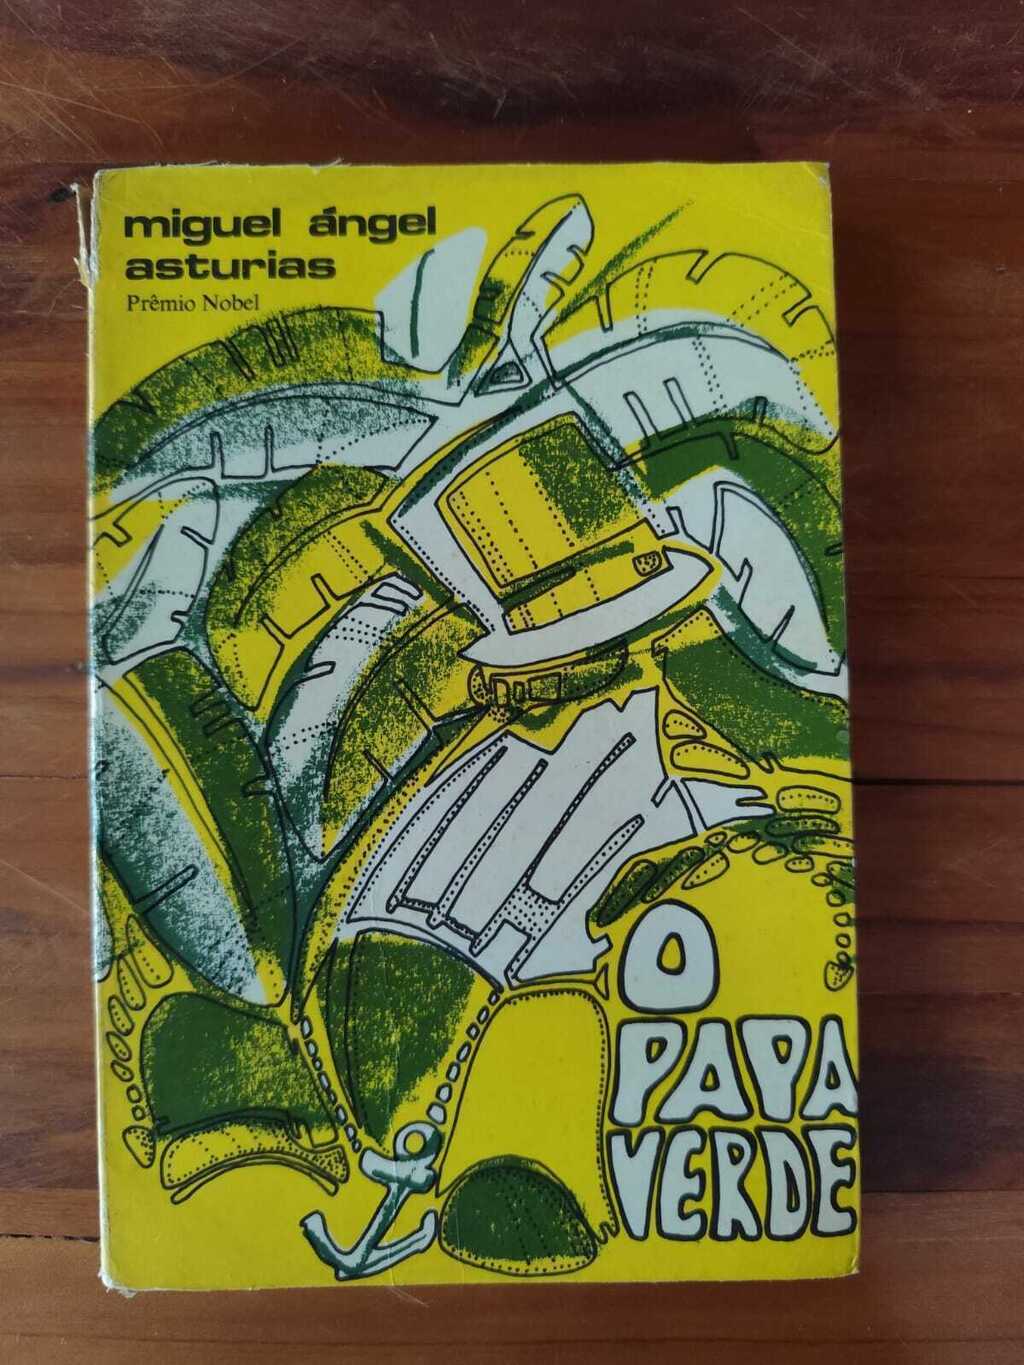 miguel ángel
asturias
Prêmio Nobel
O
PAPA
VERDE